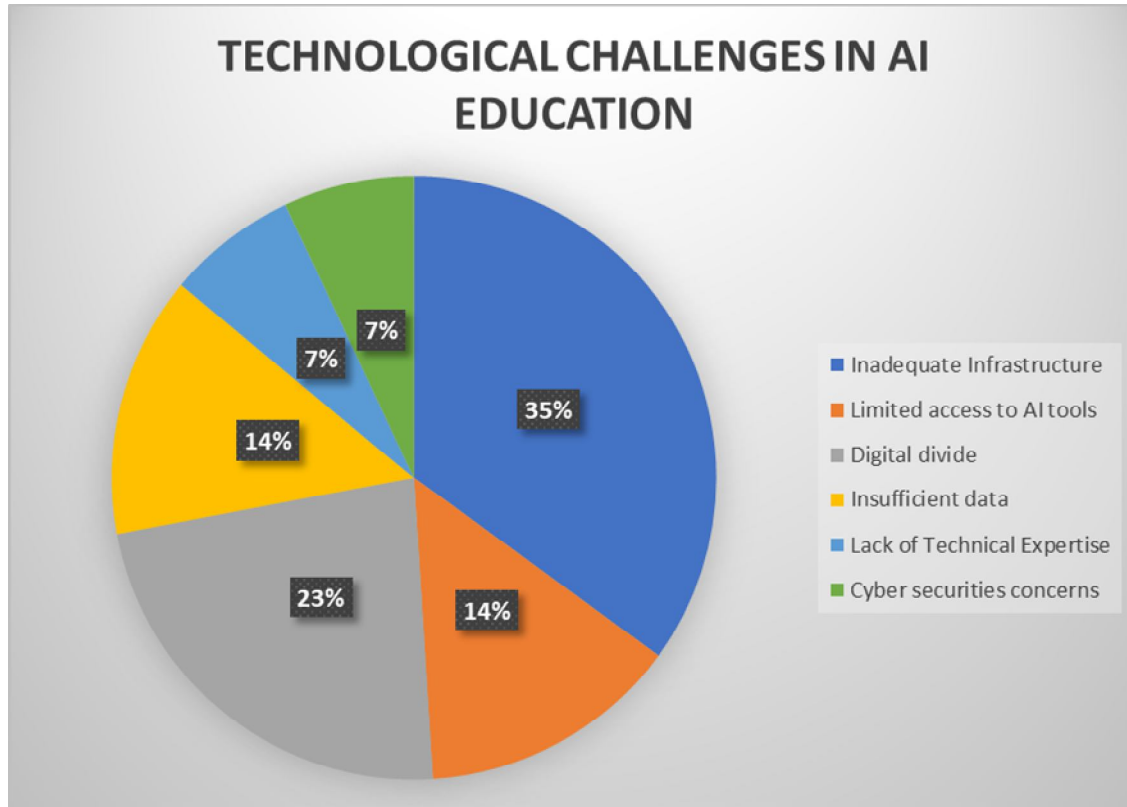 TECHNOLOGICAL CHALLENGES IN AI
EDUCATION
7%
7%
35%
14%
23%
14%
Inadequate Infrastructure
Limited access to AI tools
Digital divide
Insufficient data
Lack of Technical Expertise
Cyber securities concerns